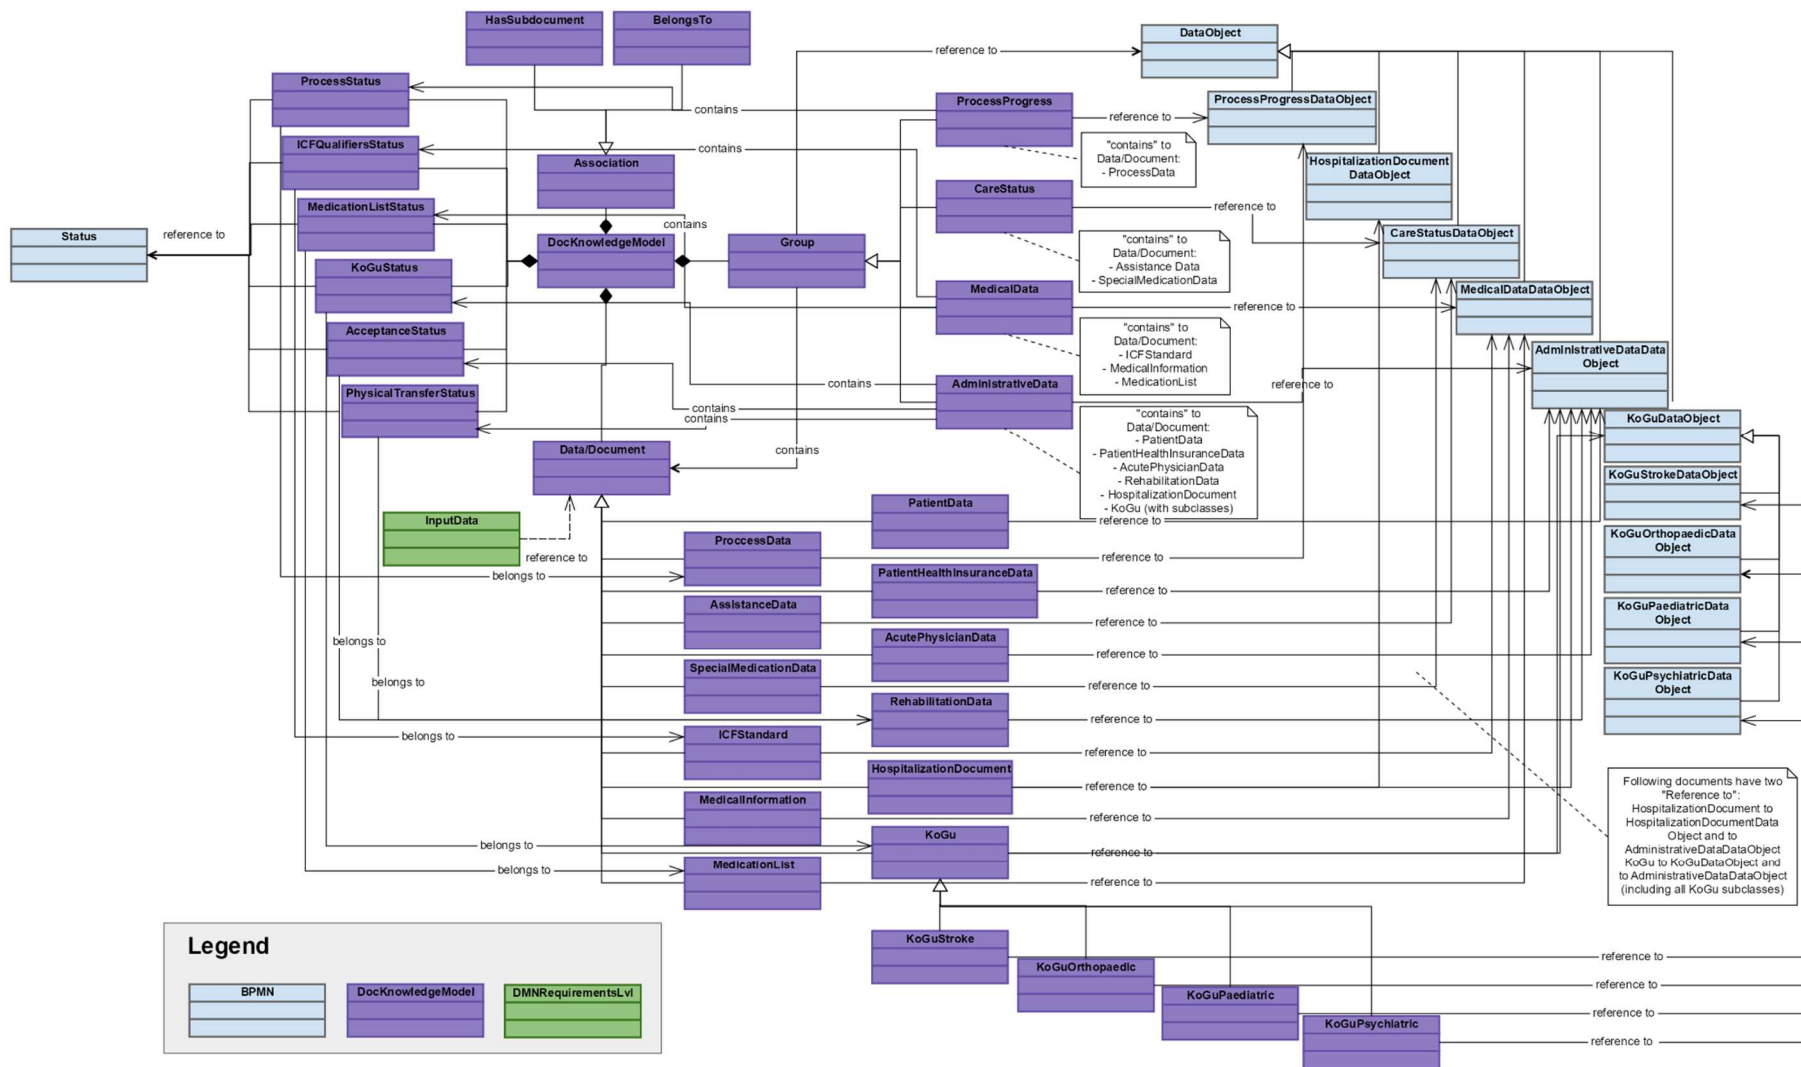 HasSubdocument
BelongsTo
DataObject
reference to
ProcessStatus
contains
ProcessProgress
reference to
ProcessProgressDataObject
"contains" to
Data/Document:
- ProcessData
ICFQualifiersStatus
contains
Association
HospitalizationDocument
DataObject
CareStatus
reference to
MedicationListStatus
contains
Status
reference to
DocKnowledgeModel
Group
"contains" to
Data/Document:
- Assistance Data
- SpecialMedicationData
CareStatusDataObject
KoGuStatus
MedicalData
reference to
MedicalDataDataObject
AcceptanceStatus
"contains" to
Data/Document:
- ICFStandard
- MedicalInformation
- MedicationList
AdministrativeDataData
Object
PhysicalTransferStatus
contains
AdministrativeData
reference to
contains
contains
"contains" to
Data/Document:
- PatientData
- PatientHealthInsuranceData
- AcutePhysicianData
- RehabilitationData
- HospitalizationDocument
- KoGu (with subclasses)
KoGuDataObject
Data/Document
contains
KoGuStrokeDataObject
InputData
reference to
PatientData
reference to
ProccessData
reference to
KoGuOrthopaedicData
Object
belongs to
PatientHealthInsuranceData
reference to
AssistanceData
reference to
KoGuPaediatricData
Object
belongs to
AcutePhysicianData
reference to
SpecialMedicationData
reference to
KoGuPsychiatricData
Object
belongs to
RehabilitationData
reference to
belongs to
ICFStandard
reference to
HospitalizationDocument
reference to
Following documents have two
"Reference to":
HospitalizationDocument to
HospitalizationDocumentData
Object and to
AdministrativeDataDataObject
KoGu to KoGuDataObject and
to AdministrativeDataDataObject
(including all KoGu subclasses)
MedicalInformation
reference to
belongs to
KoGu
reference to
belongs to
MedicationList
reference to
Legend
BPMN
DocKnowledgeModel
DMNRequirementsLvl
KoGuStroke
reference to
KoGuOrthopaedic
reference to
KoGuPaediatric
reference to
KoGuPsychiatric
reference to